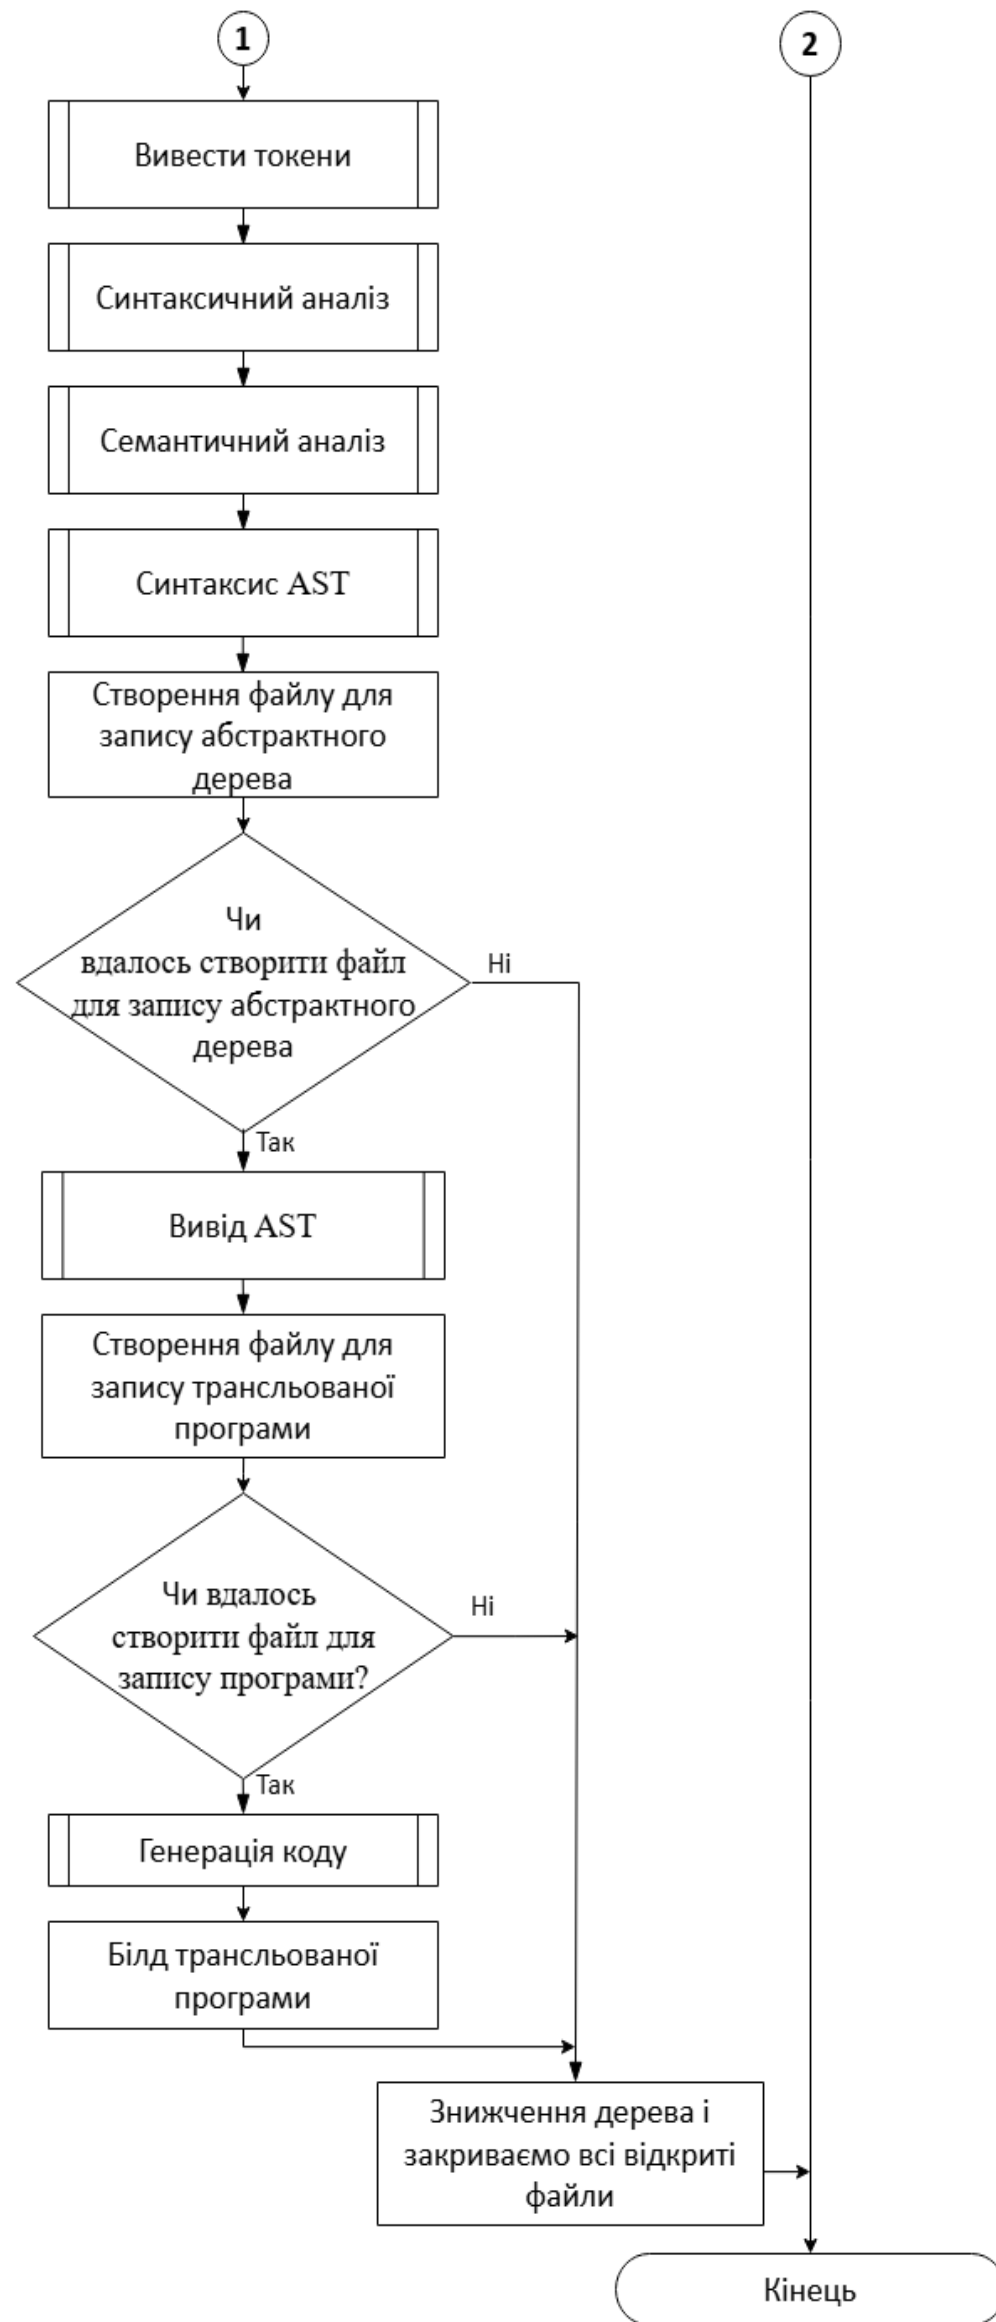 1
2
Вивести токени
Синтаксичний аналіз
Семантичний аналіз
Синтаксис AST
Створення файлу для
запису абстрактного
дерева
Чи
вдалось створити файл
для запису абстрактного
дерева
Ні
Так
Вивід AST
Створення файлу для
запису трансльованої
програми
Чи вдалось
створити файл для
запису програми?
Ні
Так
Генерація коду
Білд трансльованої
програми
Знижчення дерева і
закриваємо всі відкриті
файли
Кінець